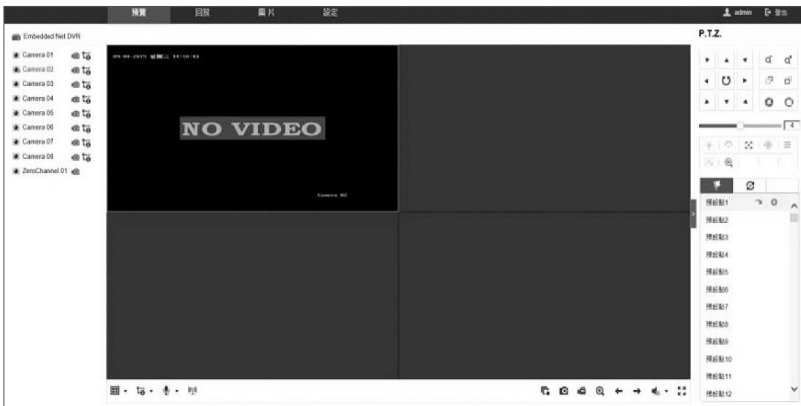 預覽 回放 圖片 設定
admin 登出
Embedded Net DVR
P.T.Z.
Camera 01
Camera 02
Camera 03
Camera 04
Camera 05
Camera 06
Camera 07
Camera 08
ZeroChannel 01
NO VIDEO
Camera 02
4
預設點1
預設點2
預設點3
預設點4
預設點5
預設點6
預設點7
預設點8
預設點9
預設點10
預設點11
預設點12